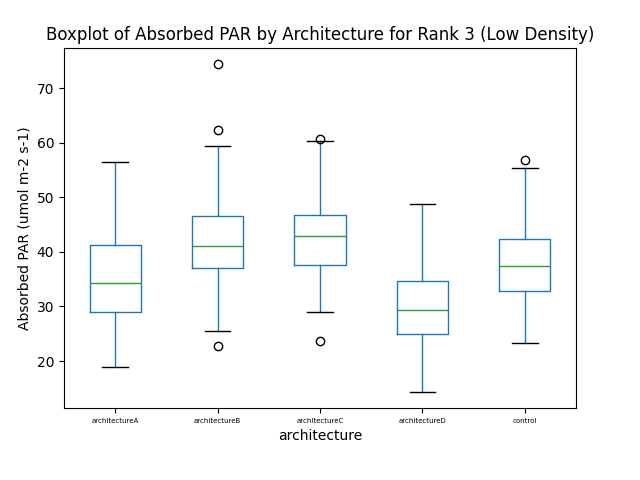 Boxplot of Absorbed PAR by Architecture for Rank 3 (Low Density)
Absorbed PAR (umol m-2 s-1)
70
60
50
40
30
20
architectureA architectureB architectureC architectureD control
architecture